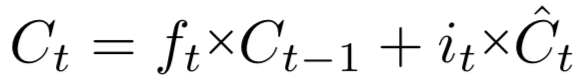 C_t = f_t×C_{t−1} + i_t×Ĉ_t